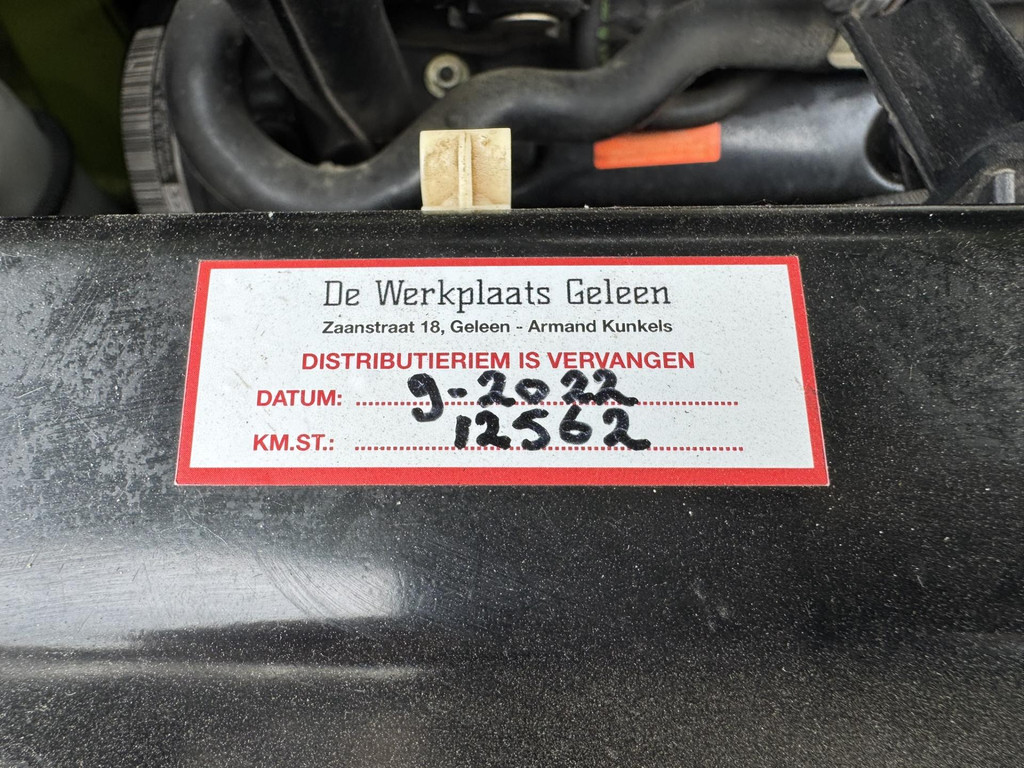 De Werkplaats Geleen
Zaanstraat 18, Geleen - Armand Kunkels
DISTRIBUTIERIEM IS VERVANGEN
DATUM: 9-2022
KM.ST.: 12562